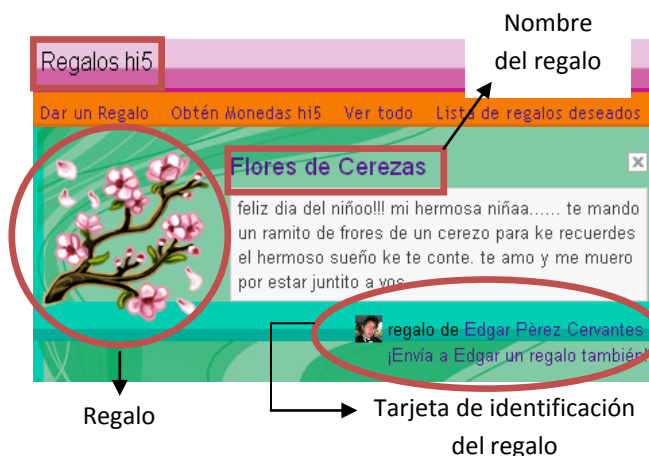 Nombre
del regalo
Regalos hi5
Dar un Regalo Obtén Monedas hi5 Ver todo Lista de regalos deseados
Flores de Cerezas
x
feliz dia del niñoo!!! mi hermosa niñaa...... te mando
un ramito de frores de un cerezo para ke recuerdes
el hermoso sueño ke te conte. te amo y me muero
por estar juntito a vos
regalo de Edgar Pèrez Cervantes
¡Envía a Edgar un regalo también!
Regalo
Tarjeta de identificación
del regalo